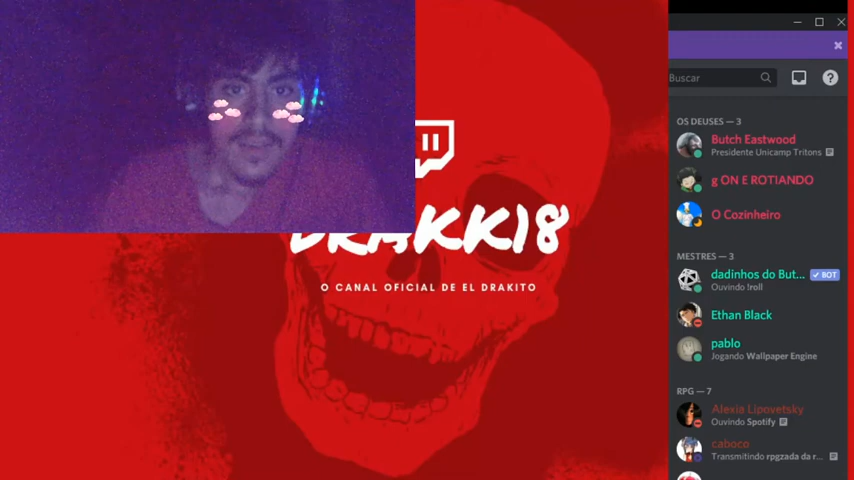 DRAKK18
O CANAL OFICIAL DE EL DRAKITO
Buscar
OS DEUSES — 3
Butch Eastwood
Presidente Unicamp Tritons
g ON E ROTIANDO
O Cozinheiro
MESTRES — 3
dadinhos do But... BOT
Ouvindo !roll
Ethan Black
pablo
Jogando Wallpaper Engine
RPG — 7
Alexia Lipovetsky
Ouvindo Spotify
caboco
Transmitindo rpgzada da r...